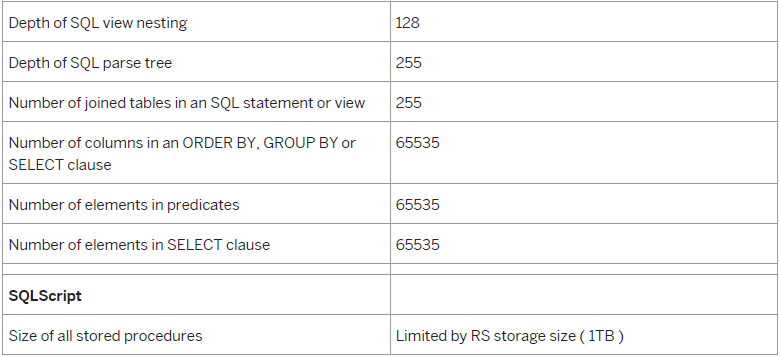 Depth of SQL view nesting 128
Depth of SQL parse tree 255
Number of joined tables in an SQL statement or view 255
Number of columns in an ORDER BY, GROUP BY or 65535
SELECT clause
Number of elements in predicates 65535
Number of elements in SELECT clause 65535
SQLScript
Size of all stored procedures Limited by RS storage size ( 1TB )